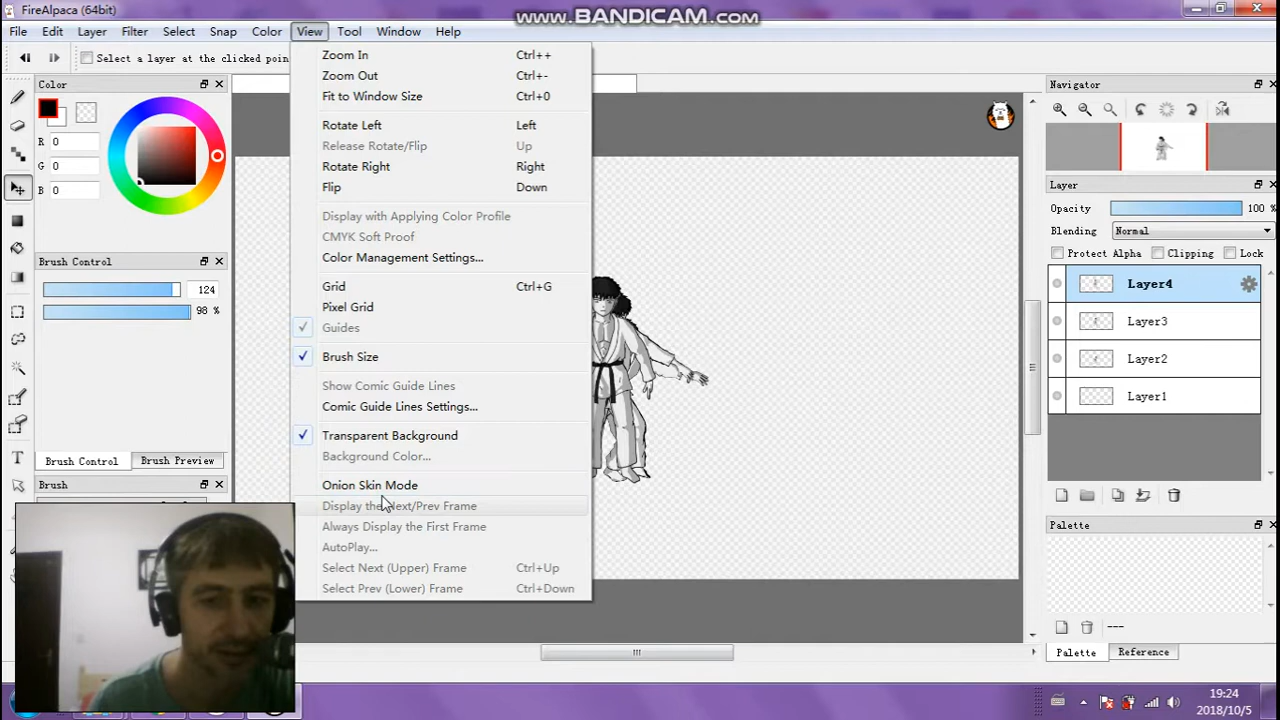 FireAlpaca (64bit)
www.BANDICAM.com
File Edit Layer Filter Select Snap Color View Tool Window Help
Select a layer at the clicked poin
Color
R 0
G 0
B 0
Brush Control
124
98 %
Brush Control Brush Preview
Brush
Zoom In Ctrl++
Zoom Out Ctrl+-
Fit to Window Size Ctrl+0
Rotate Left Left
Release Rotate/Flip Up
Rotate Right Right
Flip Down
Display with Applying Color Profile
CMYK Soft Proof
Color Management Settings...
Grid Ctrl+G
Pixel Grid
Guides
Brush Size
Show Comic Guide Lines
Comic Guide Lines Settings...
Transparent Background
Background Color...
Onion Skin Mode
Display the Next/Prev Frame
Always Display the First Frame
AutoPlay...
Select Next (Upper) Frame Ctrl+Up
Select Prev (Lower) Frame Ctrl+Down
Navigator
Layer
Opacity 100 %
Blending Normal
Protect Alpha Clipping Lock
Layer4
Layer3
Layer2
Layer1
Palette
---
Palette Reference
19:24
2018/10/5